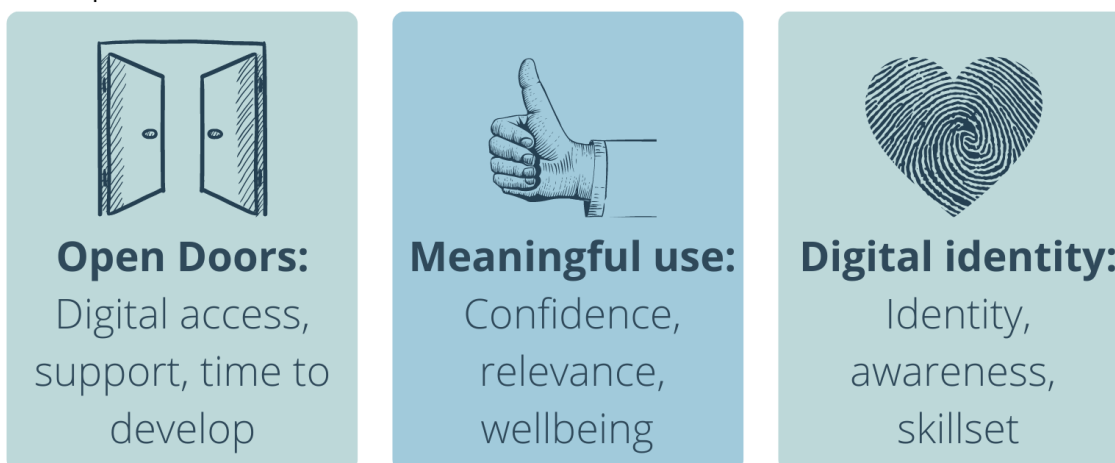 Open Doors:
Digital access,
support, time to
develop
Meaningful use:
Confidence,
relevance,
wellbeing
Digital identity:
Identity,
awareness,
skillset